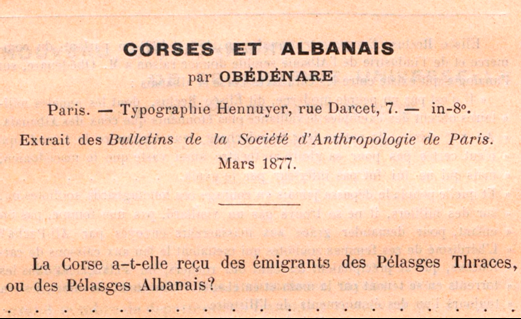 CORSES ET ALBANAIS
par OBÉDÉNARE
Paris. — Typographie Hennuyer, rue Darcet, 7. — in-8º.
Extrait des Bulletins de la Société d'Anthropologie de Paris.
Mars 1877.
La Corse a-t-elle reçu des émigrants des Pélasges Thraces,
ou des Pélasges Albanais?
. . . . . . . . . . . . . . . . . .